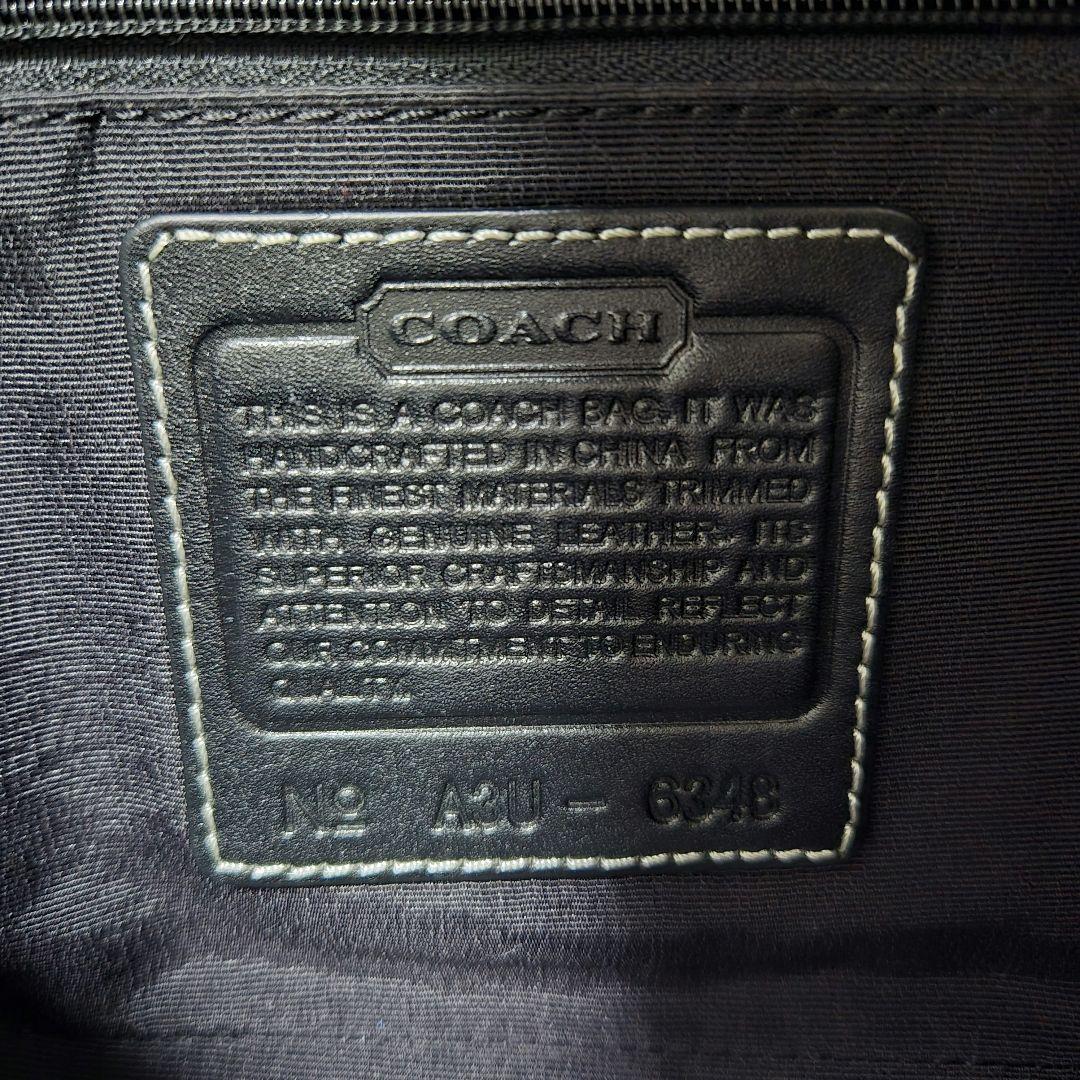 COACH
THIS IS A COACH BAG. IT WAS
HANDCRAFTED IN CHINA FROM
THE FINEST MATERIALS TRIMMED
WITH GENUINE LEATHER. ITS
SUPERIOR CRAFTSMANSHIP AND
ATTENTION TO DETAIL REFLECT
OUR COMMITMENT TO ENDURING
QUALITY.
Nº A3U - 6348